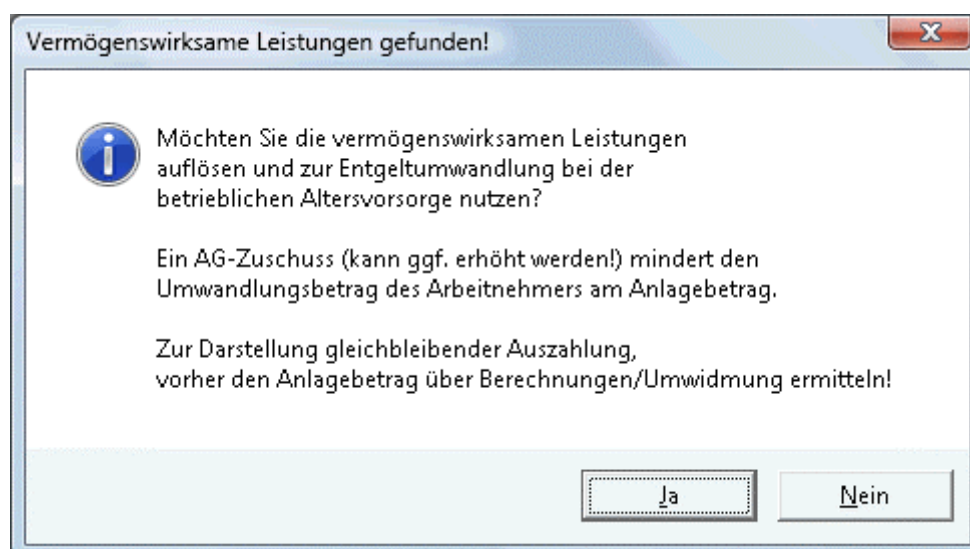 Vermögenswirksame Leistungen gefunden!
Möchten Sie die vermögenswirksamen Leistungen
auflösen und zur Entgeltumwandlung bei der
betrieblichen Altersvorsorge nutzen?
Ein AG-Zuschuss (kann ggf. erhöht werden!) mindert den
Umwandlungsbetrag des Arbeitnehmers am Anlagebetrag.
Zur Darstellung gleichbleibender Auszahlung,
vorher den Anlagebetrag über Berechnungen/Umwidmung ermitteln!
Ja Nein